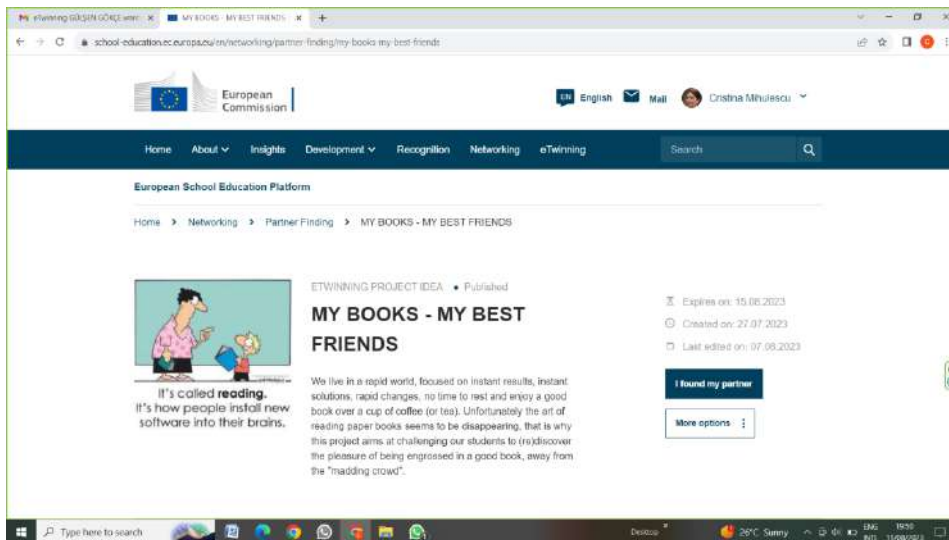 MY BOOKS - MY BEST FRIENDS
school-education.ec.europa.eu/en/networking/partner-finding/my-books-my-best-friends
European
Commission
EN English Mail Cristina Mihulescu
Home About Insights Development Recognition Networking eTwinning Search
European School Education Platform
Home > Networking > Partner Finding > MY BOOKS - MY BEST FRIENDS
ETWINNING PROJECT IDEA • Published
MY BOOKS - MY BEST
FRIENDS
Expires on: 15.08.2023
Created on: 27.07.2023
Last edited on: 07.08.2023
I found my partner
More options
It's called reading.
It's how people install new
software into their brains.
We live in a rapid world, focused on instant results, instant
solutions, rapid changes, no time to rest and enjoy a good
book over a cup of coffee (or tea). Unfortunately the art of
reading paper books seems to be disappearing, that is why
this project aims at challenging our students to (re)discover
the pleasure of being engrossed in a good book, away from
the "madding crowd".
Type here to search Desktop 26°C Sunny ENG 19:50
INTL 11/08/2023